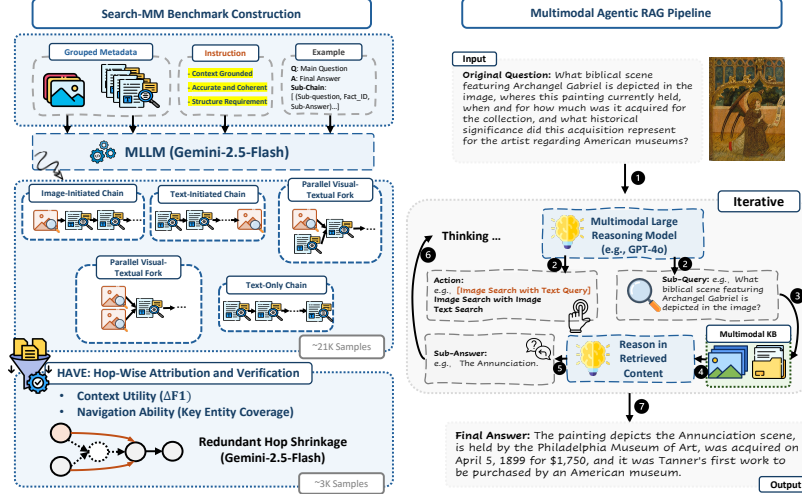 Search-MM Benchmark Construction
Grouped Metadata
Instruction
- Context Grounded
- Accurate and Coherent
- Structure Requirement
Example
Q: Main Question
A: Final Answer
Sub-Chain:
[ (Sub-question, Fact_ID,
Sub-Answer)...]
MLLM (Gemini-2.5-Flash)
Image-Initiated Chain
Text-Initiated Chain
Parallel Visual-
Textual Fork
Parallel Visual-
Textual Fork
Text-Only Chain
~21K Samples
HAVE: Hop-Wise Attribution and Verification
• Context Utility (ΔF1)
• Navigation Ability (Key Entity Coverage)
Redundant Hop Shrinkage
(Gemini-2.5-Flash)
~3K Samples
Multimodal Agentic RAG Pipeline
Input
Original Question: What biblical scene
featuring Archangel Gabriel is depicted in the
image, wheres this painting currently held,
when and for how much was it acquired for
the collection, and what historical
significance did this acquisition represent
for the artist regarding American museums?
1
Iterative
Thinking ...
Multimodal Large
Reasoning Model
(e.g., GPT-4o)
6
2
2
Action:
e.g., [Image Search with Text Query]
Image Search with Image
Text Search
Sub-Query: e.g., What
biblical scene featuring
Archangel Gabriel is
depicted in the image?
3
Multimodal KB
Sub-Answer:
e.g., The Annunciation.
5
Reason in
Retrieved
Content
4
7
Final Answer: The painting depicts the Annunciation scene,
is held by the Philadelphia Museum of Art, was acquired on
April 5, 1899 for $1,750, and it was Tanner's first work to
be purchased by an American museum.
Output